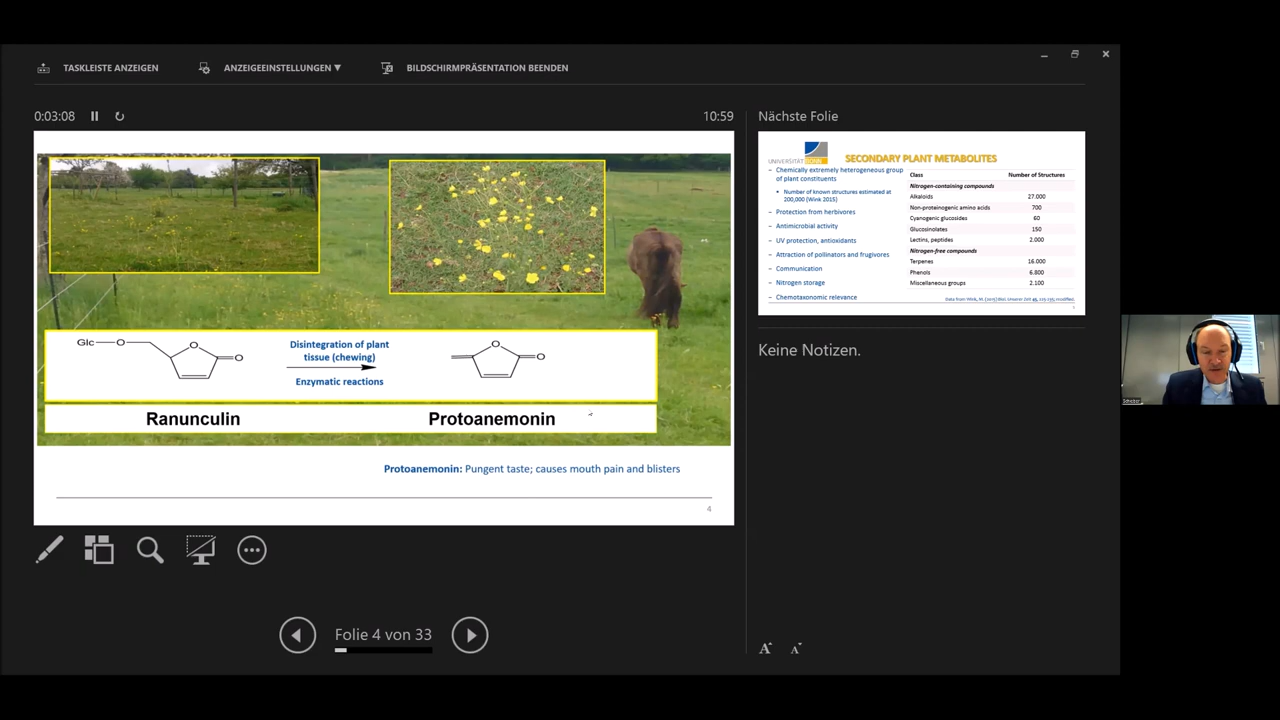 TASKLEISTE ANZEIGEN
ANZEIGEEINSTELLUNGEN ▼
BILDSCHIRMPRÄSENTATION BEENDEN
0:03:08
10:59
Glc
O
O
O
Disintegration of plant
tissue (chewing)
Enzymatic reactions
O
O
Ranunculin
Protoanemonin
Protoanemonin: Pungent taste; causes mouth pain and blisters
4
Folie 4 von 33
Nächste Folie
UNIVERSITÄT BONN
SECONDARY PLANT METABOLITES
– Chemically extremely heterogeneous group
of plant constituents
• Number of known structures estimated at
200,000 (Wink 2015)
– Protection from herbivores
– Antimicrobial activity
– UV protection, antioxidants
– Attraction of pollinators and frugivores
– Communication
– Nitrogen storage
– Chemotaxonomic relevance
Class Number of Structures
Nitrogen-containing compounds
Alkaloids 27.000
Non-proteinogenic amino acids 700
Cyanogenic glucosides 60
Glucosinolates 150
Lectins, peptides 2.000
Nitrogen-free compounds
Terpenes 16.000
Phenols 6.800
Miscellaneous groups 2.100
Keine Notizen.
A A